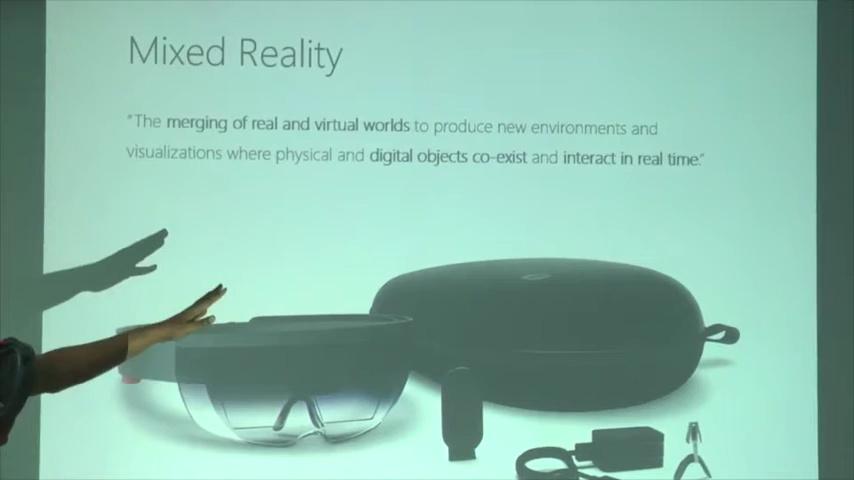 Mixed Reality
"The merging of real and virtual worlds to produce new environments and
visualizations where physical and digital objects co-exist and interact in real time."